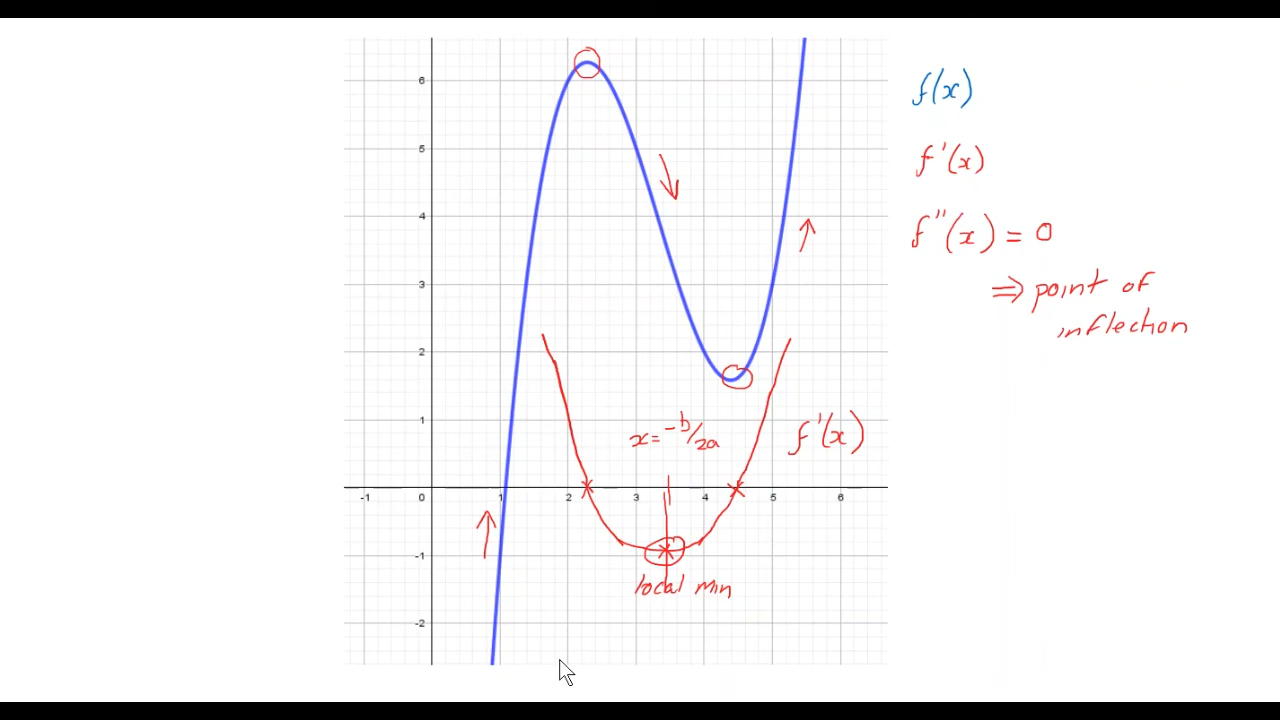 f(x)
f'(x)
f''(x) = 0
⇒ point of
inflection
6
5
4
3
2
1
x = -b/2a
f'(x)
-1 0 1 2 3 4 5 6
-1
local min
-2